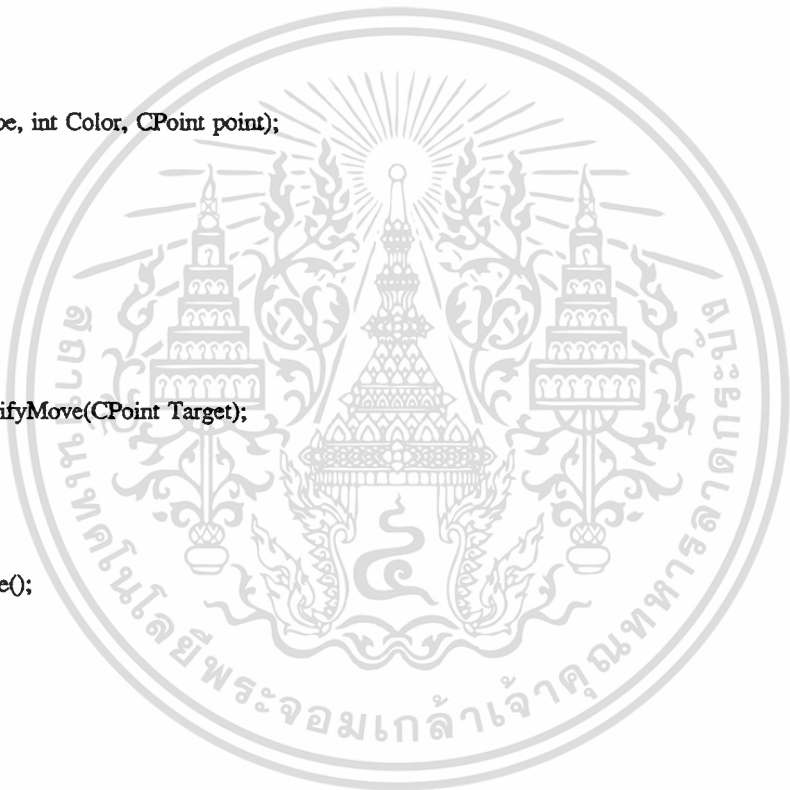 pe, int Color, CPoint point);
ifyMove(CPoint Target);
e();
สถาบันเทคโนโลยีพระจอมเกล้าเจ้าคุณทหารลาดกระบัง